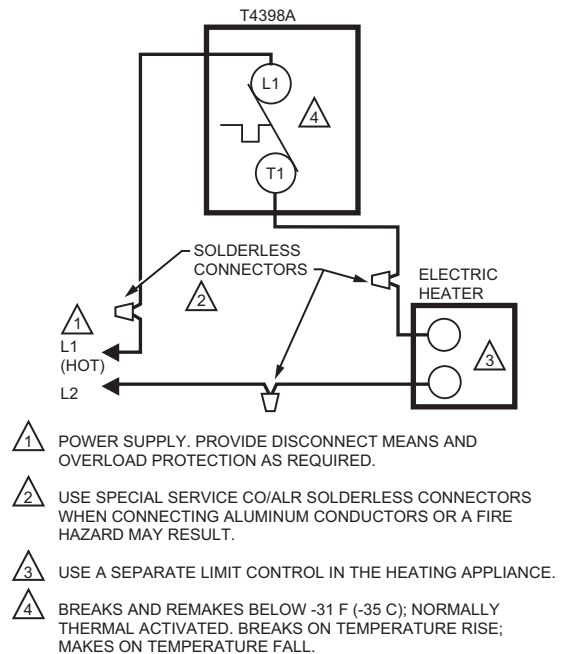 T4398A
L1
4
T1
SOLDERLESS
CONNECTORS
2
ELECTRIC
HEATER
1
L1
(HOT)
3
L2
1 POWER SUPPLY. PROVIDE DISCONNECT MEANS AND
OVERLOAD PROTECTION AS REQUIRED.
2 USE SPECIAL SERVICE CO/ALR SOLDERLESS CONNECTORS
WHEN CONNECTING ALUMINUM CONDUCTORS OR A FIRE
HAZARD MAY RESULT.
3 USE A SEPARATE LIMIT CONTROL IN THE HEATING APPLIANCE.
4 BREAKS AND REMAKES BELOW -31 F (-35 C); NORMALLY
THERMAL ACTIVATED. BREAKS ON TEMPERATURE RISE;
MAKES ON TEMPERATURE FALL.